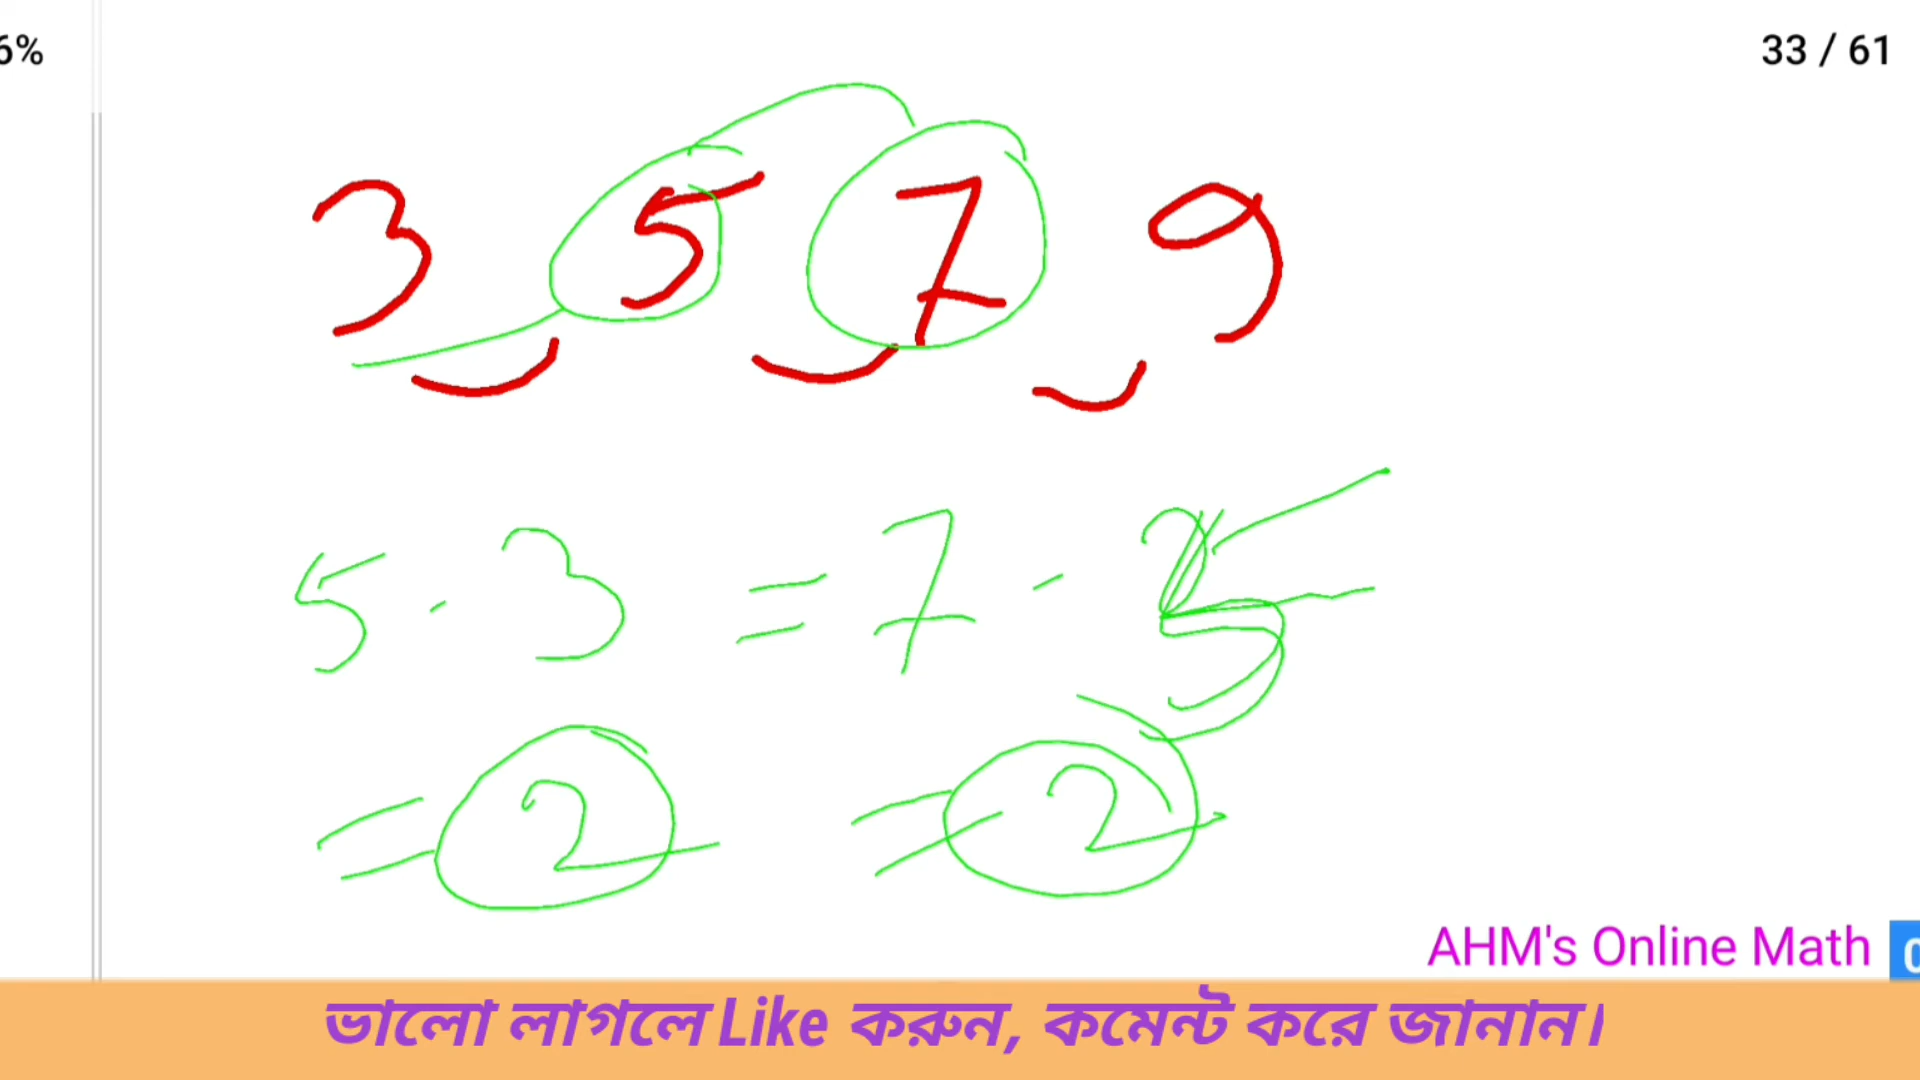 6%
33 / 61
3 5 7 9
5 - 3 = 7 - 5
= 2 = 2
AHM's Online Math
ভালো লাগলে Like করুন, কমেন্ট করে জানান।